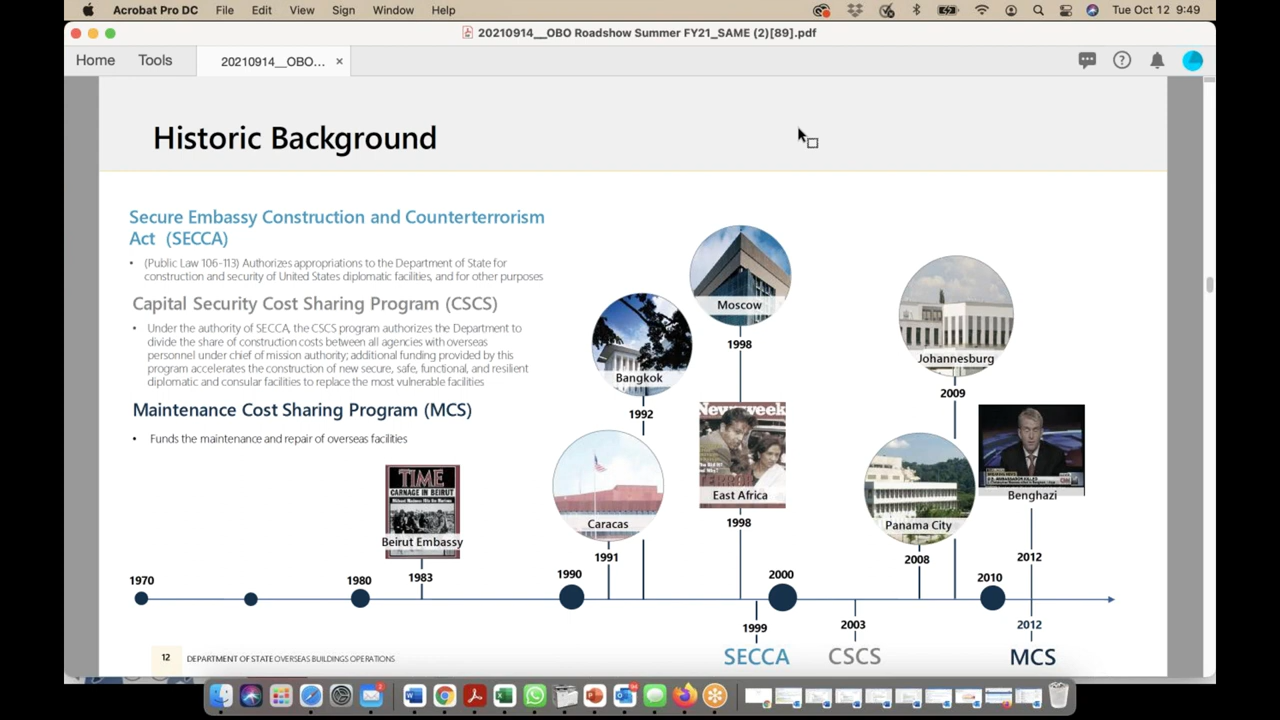 Acrobat Pro DC File Edit View Sign Window Help Tue Oct 12 9:49
20210914__OBO Roadshow Summer FY21_SAME (2)[89].pdf
Home Tools 20210914__OBO... ×
Historic Background
Secure Embassy Construction and Counterterrorism
Act (SECCA)
• (Public Law 106-113) Authorizes appropriations to the Department of State for
construction and security of United States diplomatic facilities, and for other purposes
Capital Security Cost Sharing Program (CSCS)
• Under the authority of SECCA, the CSCS program authorizes the Department to
divide the share of construction costs between all agencies with overseas
personnel under chief of mission authority; additional funding provided by this
program accelerates the construction of new secure, safe, functional, and resilient
diplomatic and consular facilities to replace the most vulnerable facilities
Maintenance Cost Sharing Program (MCS)
• Funds the maintenance and repair of overseas facilities
Moscow
1998
Bangkok
1992
Johannesburg
2009
Newsweek
East Africa
1998
Benghazi
2012
TIME
CARNAGE IN BEIRUT
Beirut Embassy
1983
Caracas
1991
Panama City
2008
1970
1980
1990
2000
2010
1999
SECCA
2003
CSCS
2012
MCS
12 DEPARTMENT OF STATE OVERSEAS BUILDINGS OPERATIONS